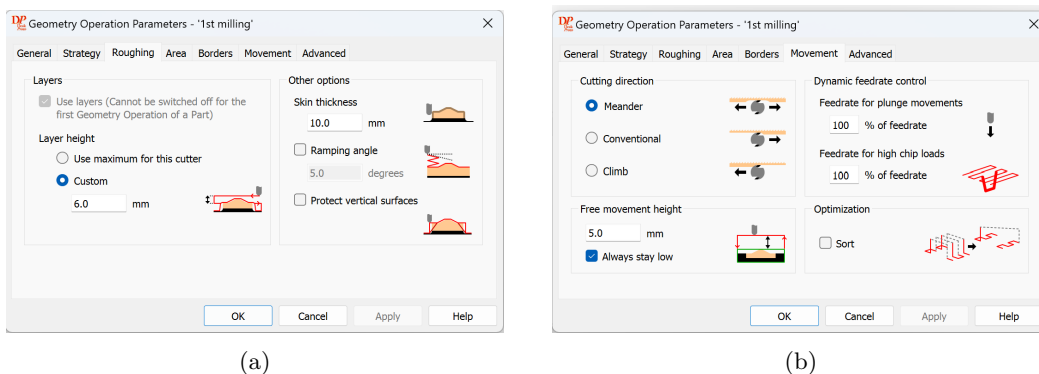 DP Geometry Operation Parameters - '1st milling'
General Strategy Roughing Area Borders Movement Advanced
Layers
Use layers (Cannot be switched off for the
first Geometry Operation of a Part)
Layer height
Use maximum for this cutter
Custom
6.0 mm
Other options
Skin thickness
10.0 mm
Ramping angle
5.0 degrees
Protect vertical surfaces
OK Cancel Apply Help
(a)
DP Geometry Operation Parameters - '1st milling'
General Strategy Roughing Area Borders Movement Advanced
Cutting direction
Meander
Conventional
Climb
Free movement height
5.0 mm
Always stay low
Dynamic feedrate control
Feedrate for plunge movements
100 % of feedrate
Feedrate for high chip loads
100 % of feedrate
Optimization
Sort
OK Cancel Apply Help
(b)